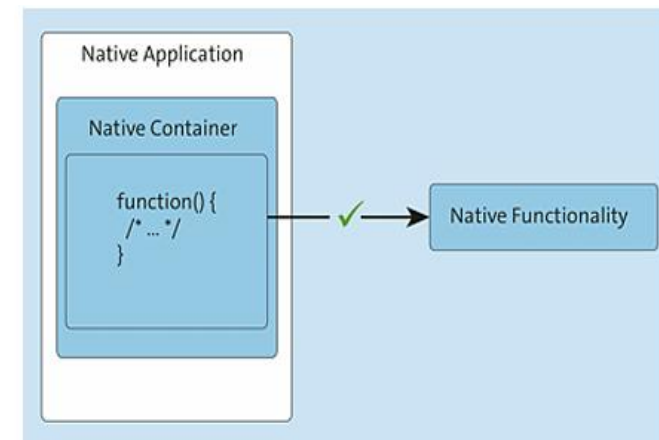 Native Application
Native Container
function() {
/* ... */
}
Native Functionality